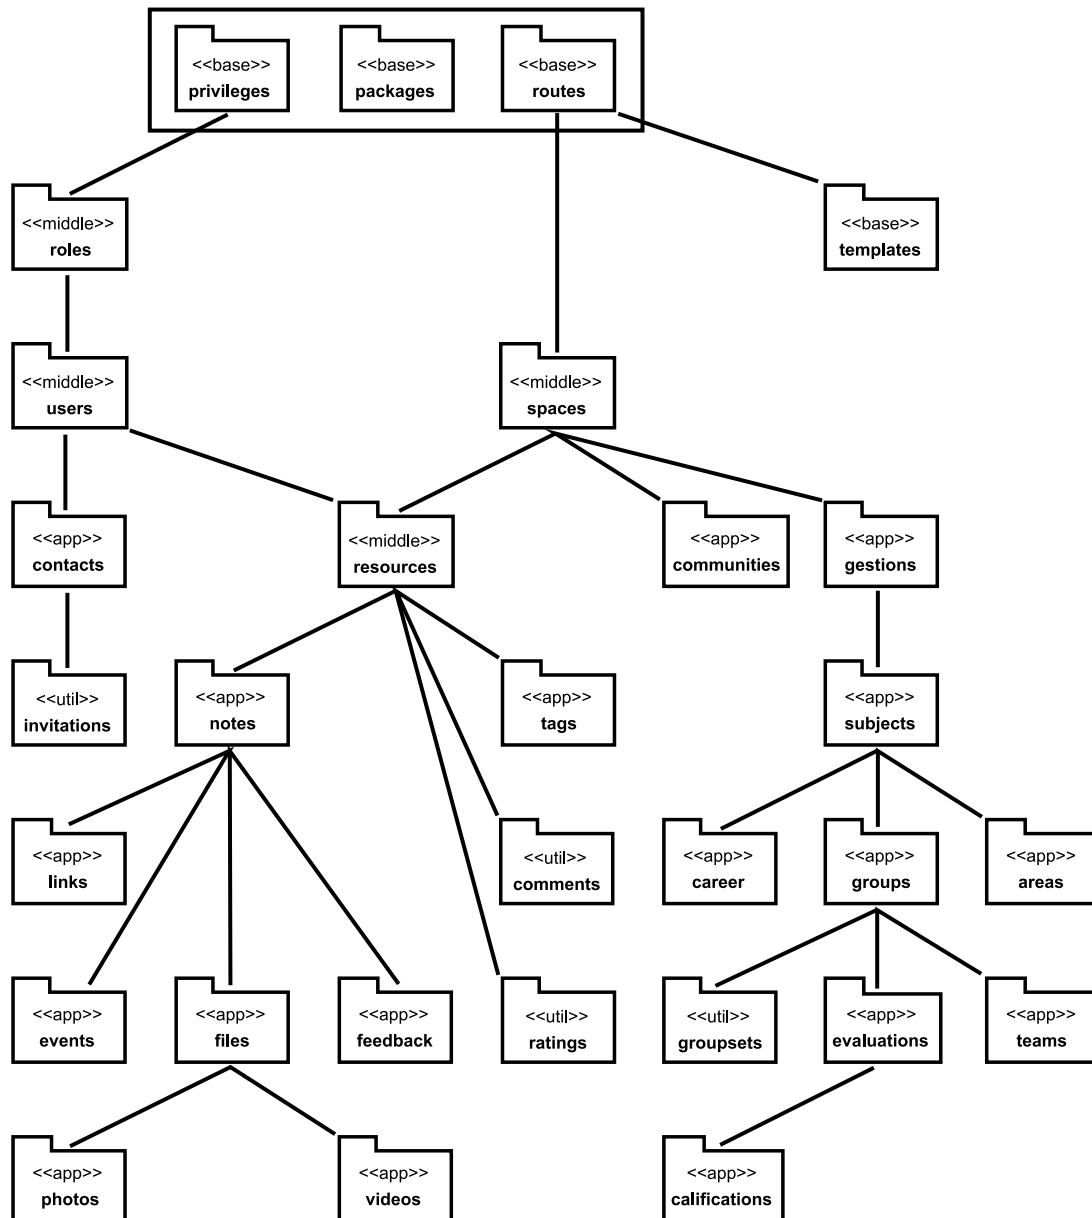 <<base>>
privileges
<<base>>
packages
<<base>>
routes
<<middle>>
roles
<<base>>
templates
<<middle>>
users
<<middle>>
spaces
<<app>>
contacts
<<middle>>
resources
<<app>>
communities
<<app>>
gestions
<<util>>
invitations
<<app>>
notes
<<app>>
tags
<<app>>
subjects
<<app>>
links
<<util>>
comments
<<app>>
career
<<app>>
groups
<<app>>
areas
<<app>>
events
<<app>>
files
<<app>>
feedback
<<util>>
ratings
<<util>>
groupsets
<<app>>
evaluations
<<app>>
teams
<<app>>
photos
<<app>>
videos
<<app>>
califications